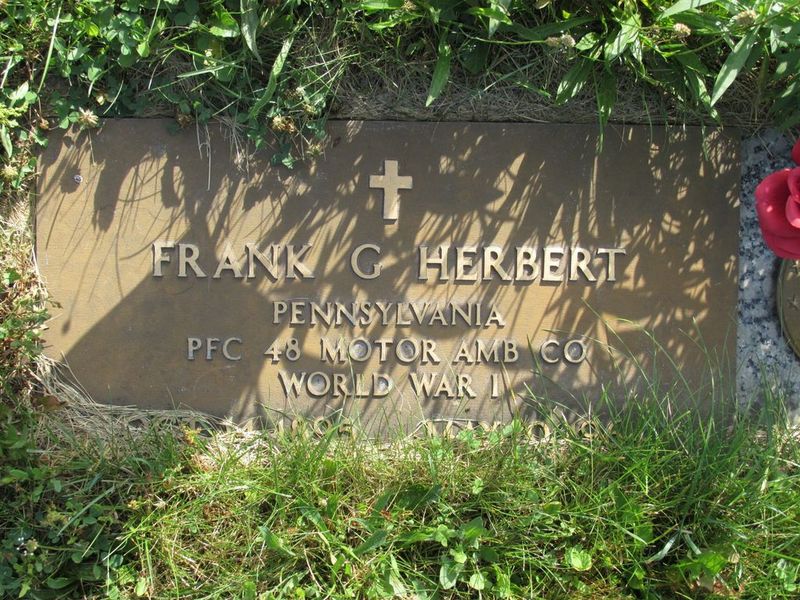 FRANK G HERBERT
PENNSYLVANIA
PFC 48 MOTOR AMB CO
WORLD WAR I